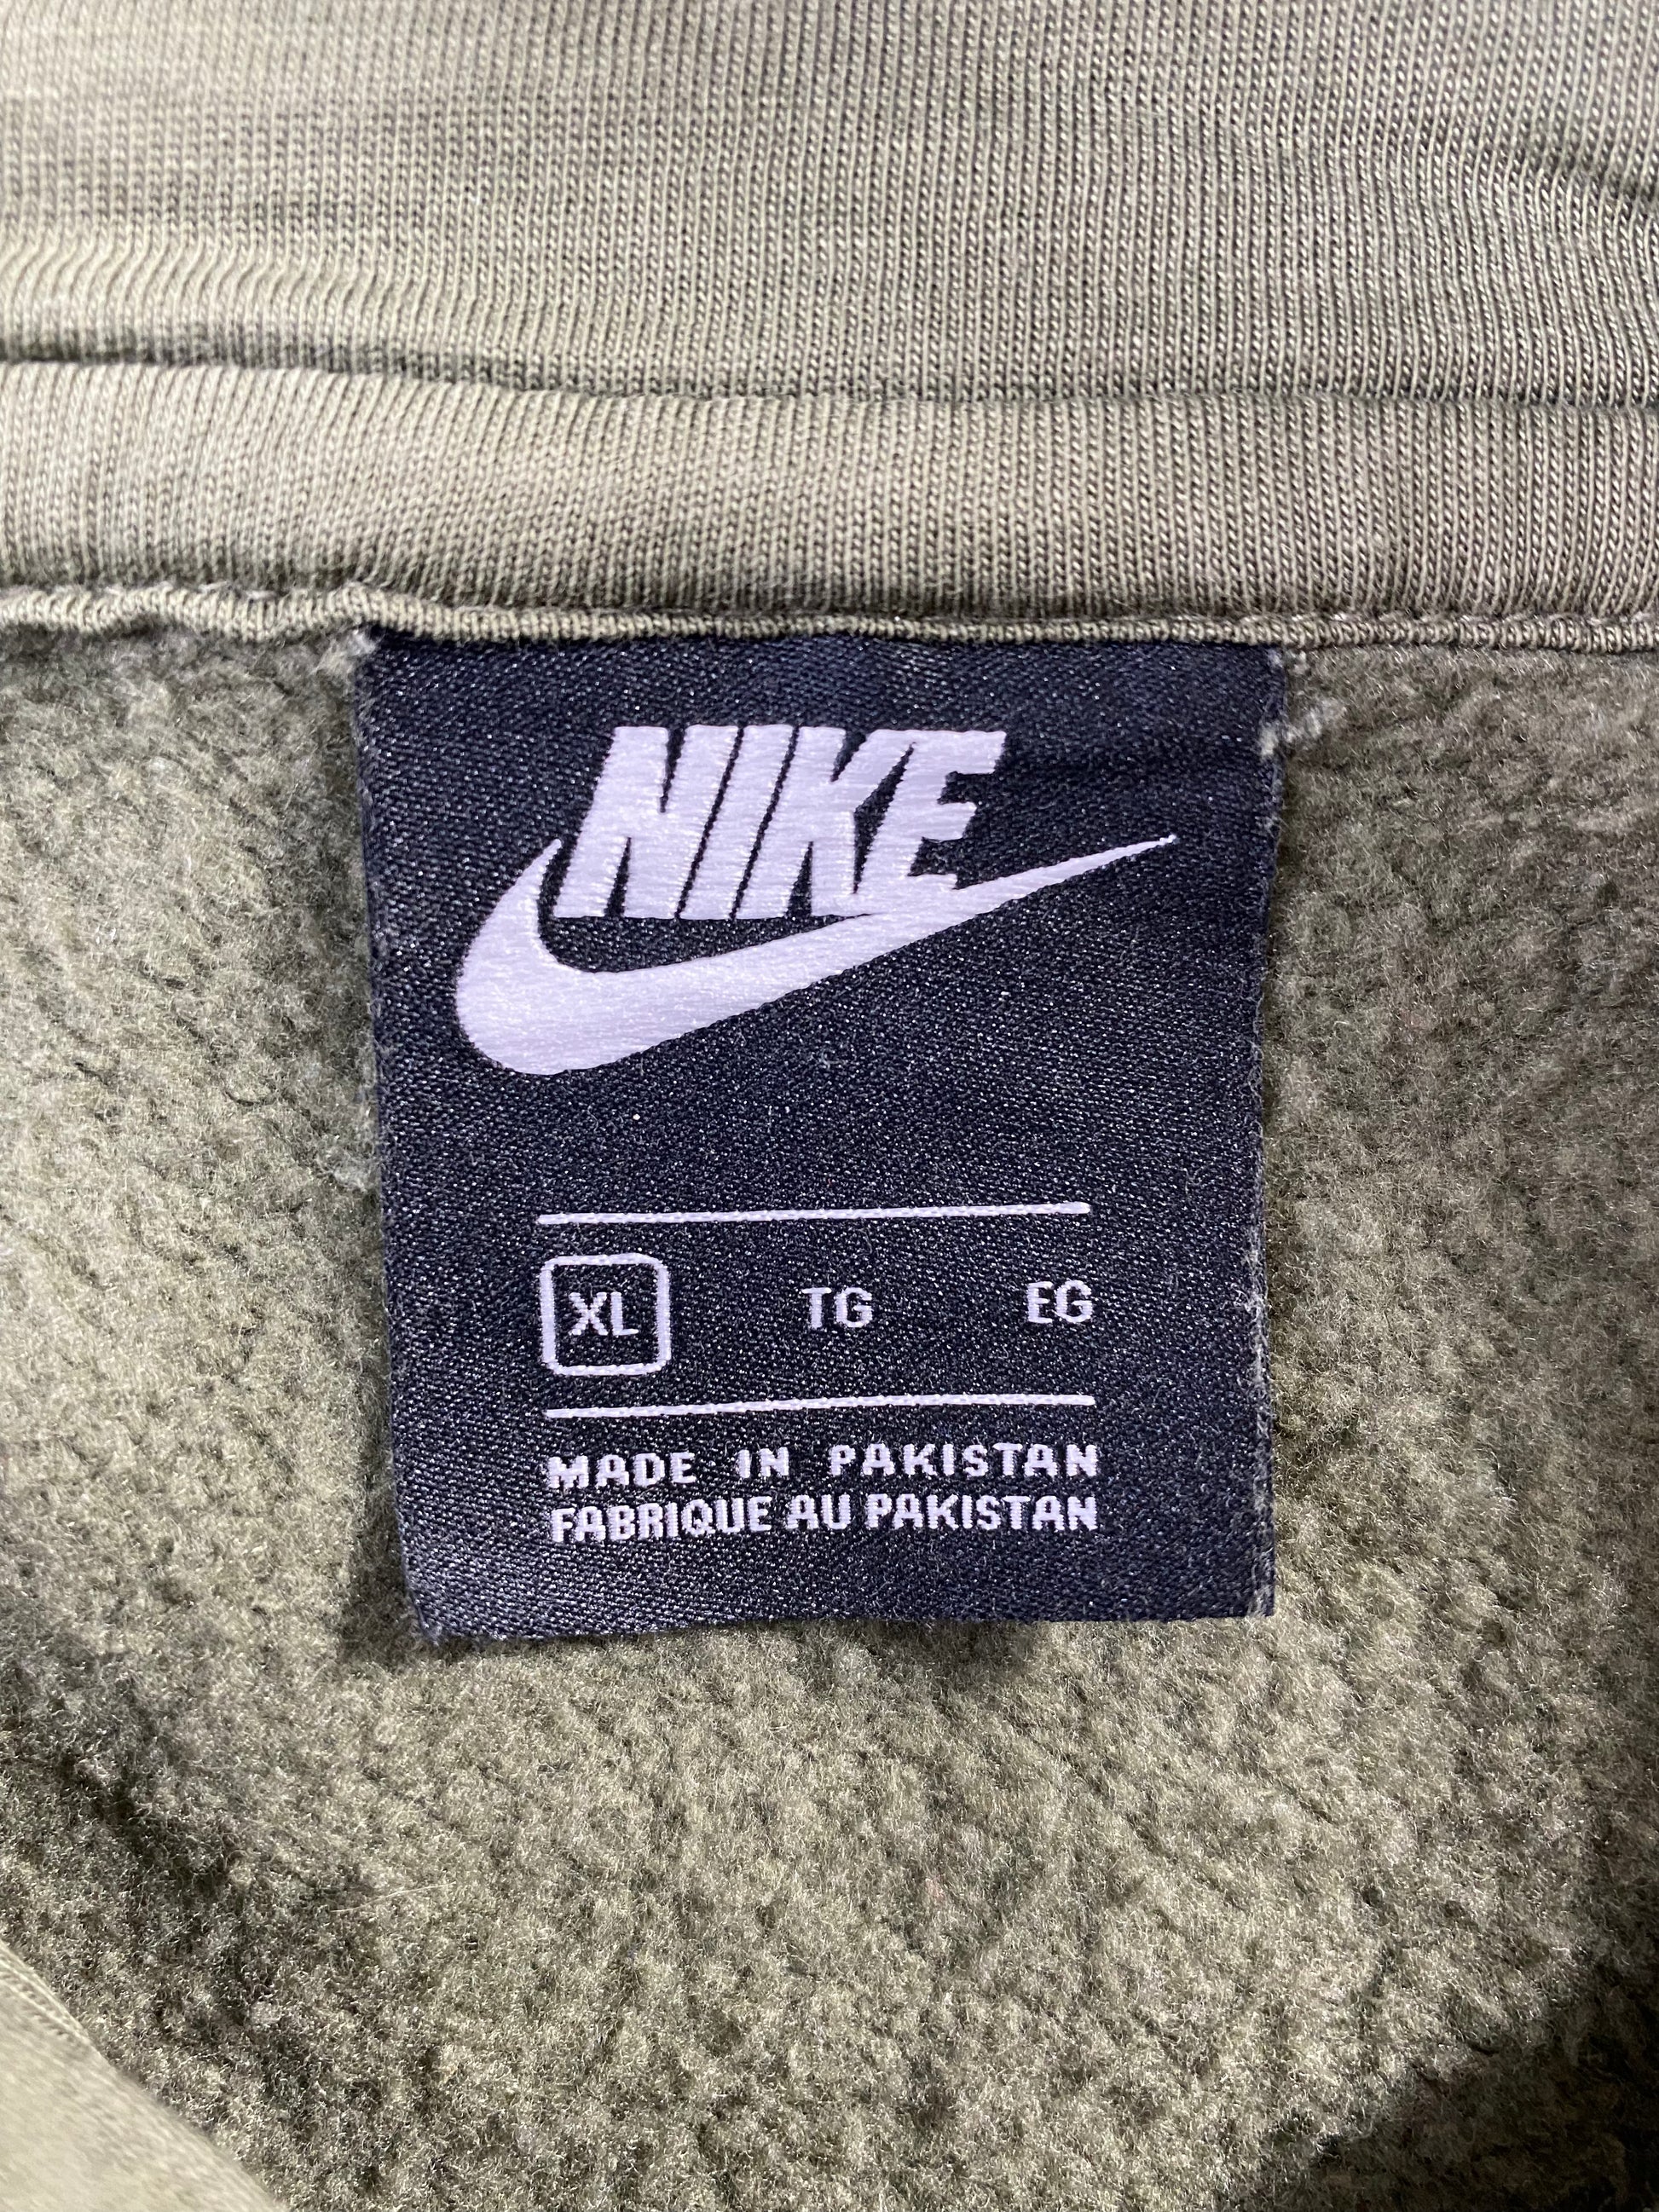 NIKE
XL TG EG
MADE IN PAKISTAN
FABRIQUE AU PAKISTAN